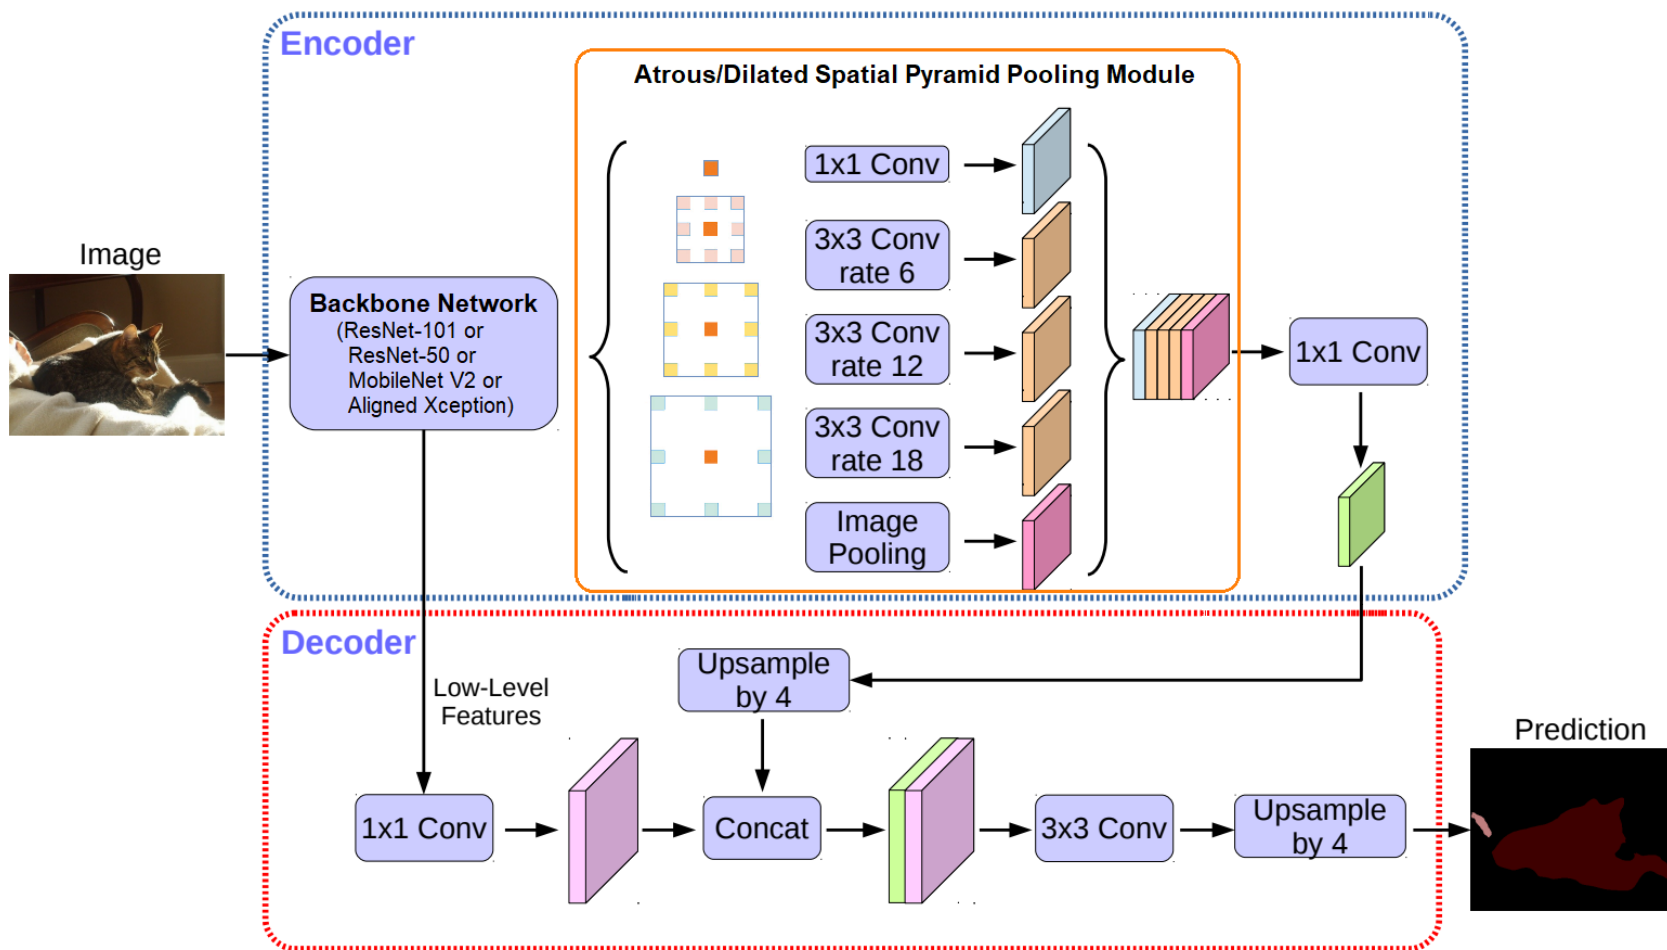 Encoder
Atrous/Dilated Spatial Pyramid Pooling Module
1x1 Conv
3x3 Conv
rate 6
3x3 Conv
rate 12
3x3 Conv
rate 18
Image
Pooling
Image
Backbone Network
(ResNet-101 or
ResNet-50 or
MobileNet V2 or
Aligned Xception)
1x1 Conv
Decoder
Low-Level
Features
Upsample
by 4
1x1 Conv
Concat
3x3 Conv
Upsample
by 4
Prediction